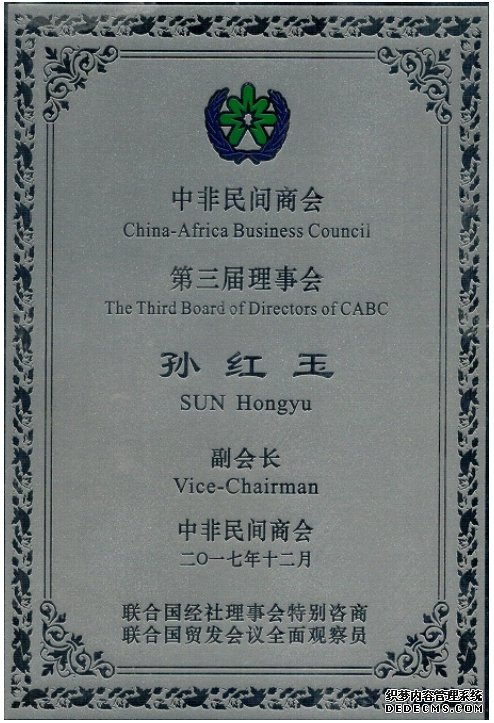 中非民间商会
China-Africa Business Council
第三届理事会
The Third Board of Directors of CABC
孙红玉
SUN Hongyu
副会长
Vice-Chairman
中非民间商会
二〇一七年十二月
联合国经社理事会特别咨商
联合国贸发会议全面观察员
织梦内容管理系统
DEDECMS.COM